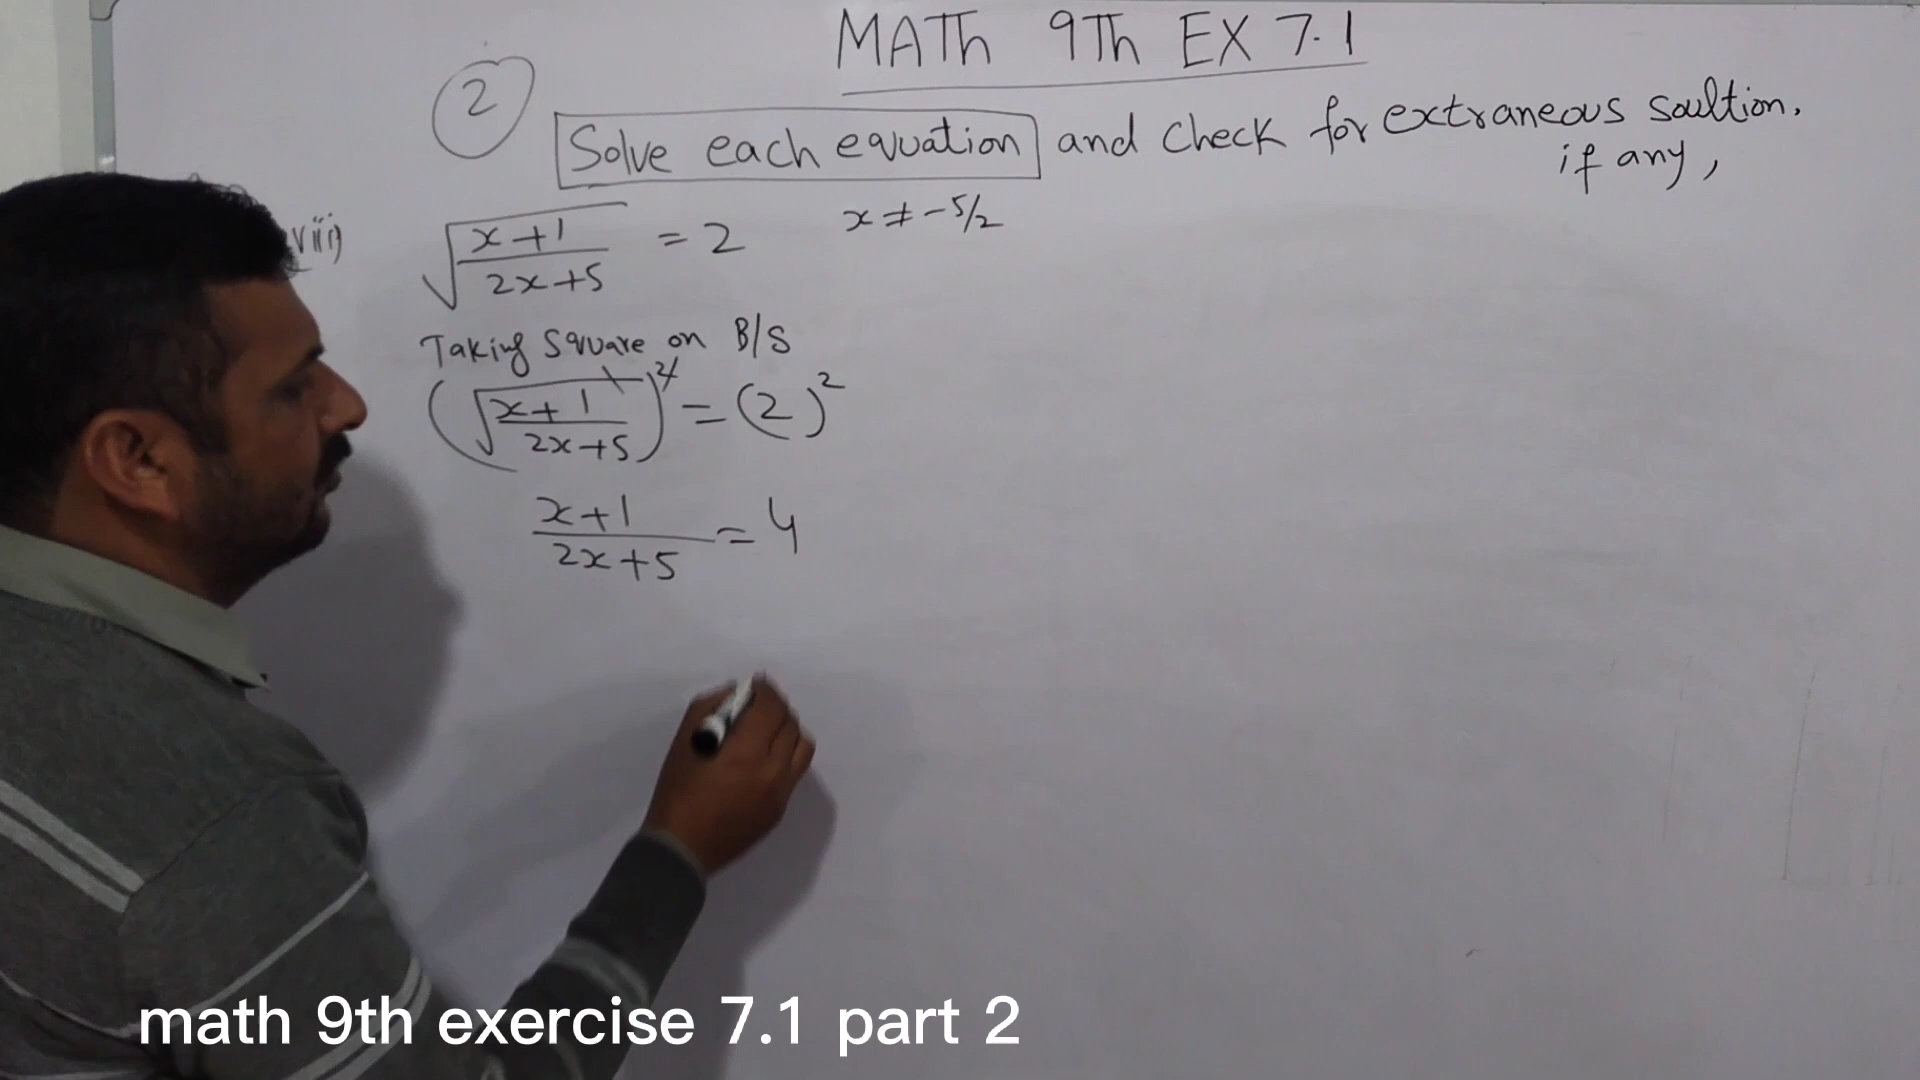 MATh 9Th EX 7.1
2
Solve each equation and check for extraneous soultion.
if any,
viii) √(x+1 / 2x+5) = 2 x ≠ -5/2
Taking square on B/S
(√(x+1 / 2x+5))² = (2)²
x+1 / 2x+5 = 4
math 9th exercise 7.1 part 2